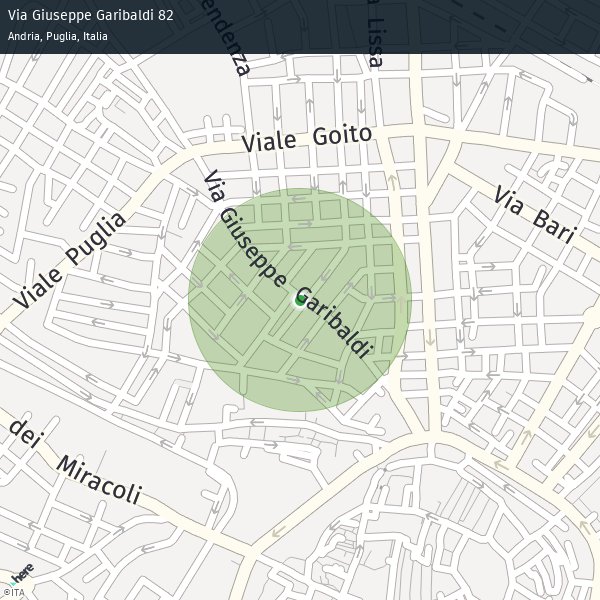 Via Giuseppe Garibaldi 82
Andria, Puglia, Italia
endenza
a Lissa
Viale Goito
Via Giuseppe Garibaldi
Via Bari
Viale Puglia
dei Miracoli
here
©ITA